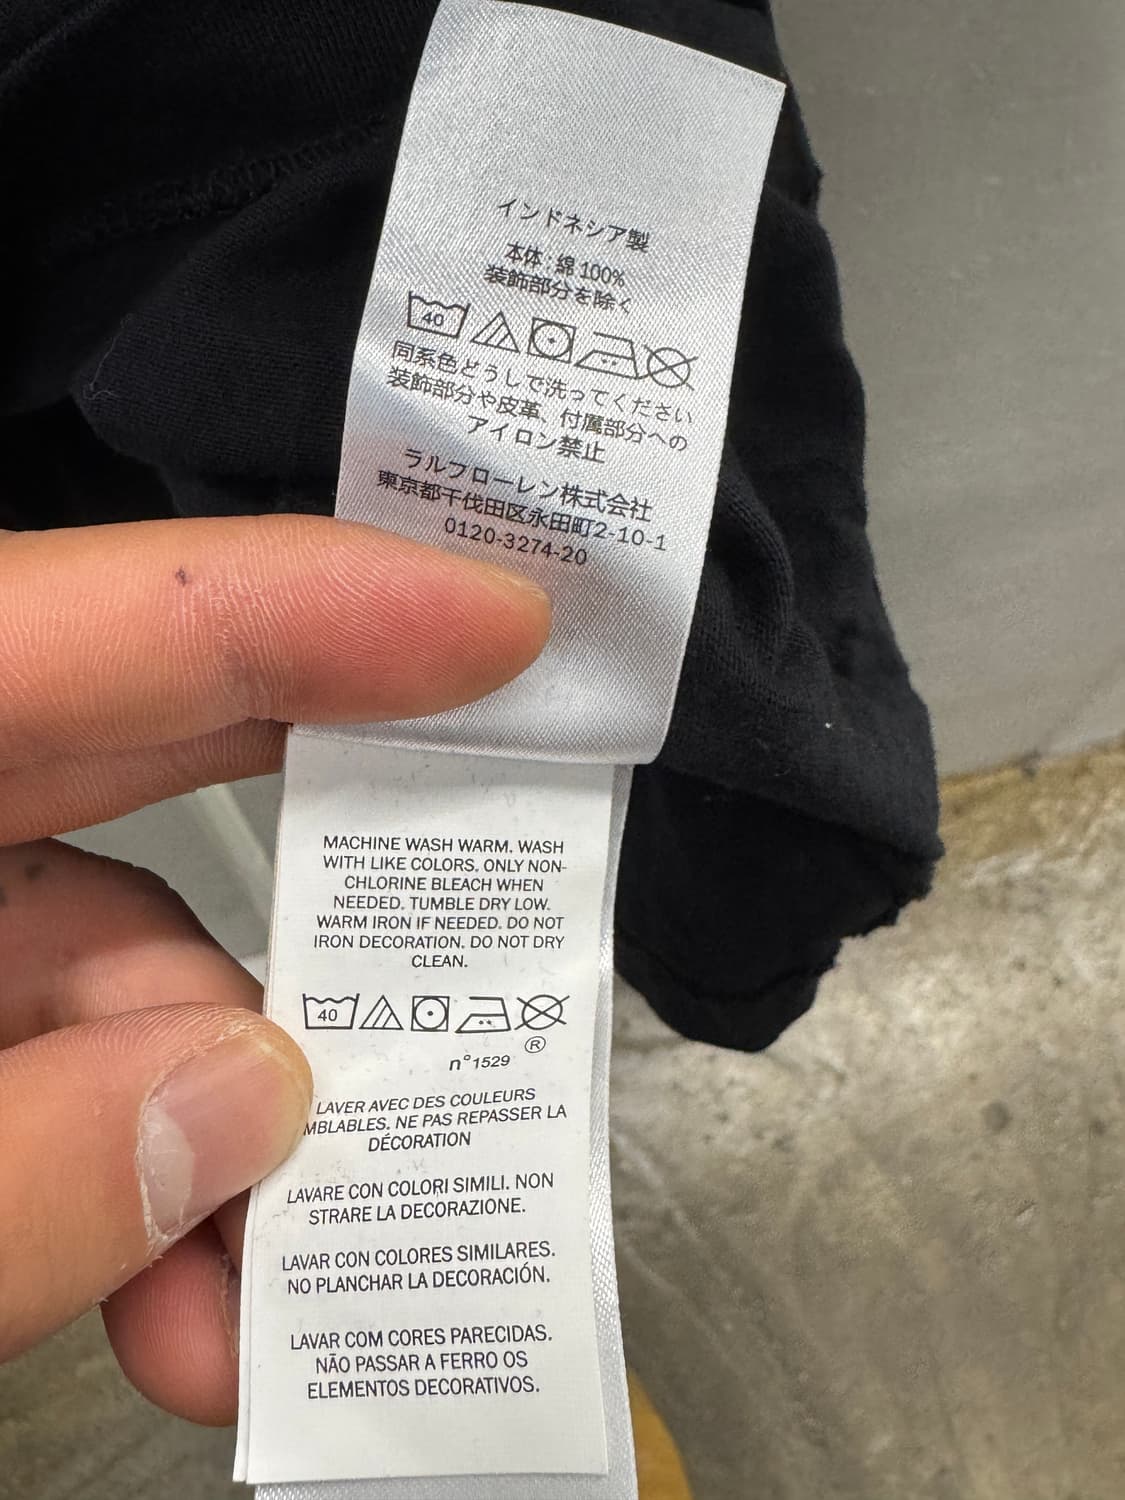 インドネシア製
本体:綿100%
装飾部分を除く
40
同系色どうしで洗ってください
装飾部分や皮革、付属部分への
アイロン禁止
ラルフローレン株式会社
東京都千代田区永田町2-10-1
0120-3274-20
MACHINE WASH WARM. WASH
WITH LIKE COLORS. ONLY NON-
CHLORINE BLEACH WHEN
NEEDED. TUMBLE DRY LOW.
WARM IRON IF NEEDED. DO NOT
IRON DECORATION. DO NOT DRY
CLEAN.
40
®
n°1529
LAVER AVEC DES COULEURS
MBLABLES. NE PAS REPASSER LA
DÉCORATION
LAVARE CON COLORI SIMILI. NON
STRARE LA DECORAZIONE.
LAVAR CON COLORES SIMILARES.
NO PLANCHAR LA DECORACIÓN.
LAVAR COM CORES PARECIDAS.
NÃO PASSAR A FERRO OS
ELEMENTOS DECORATIVOS.